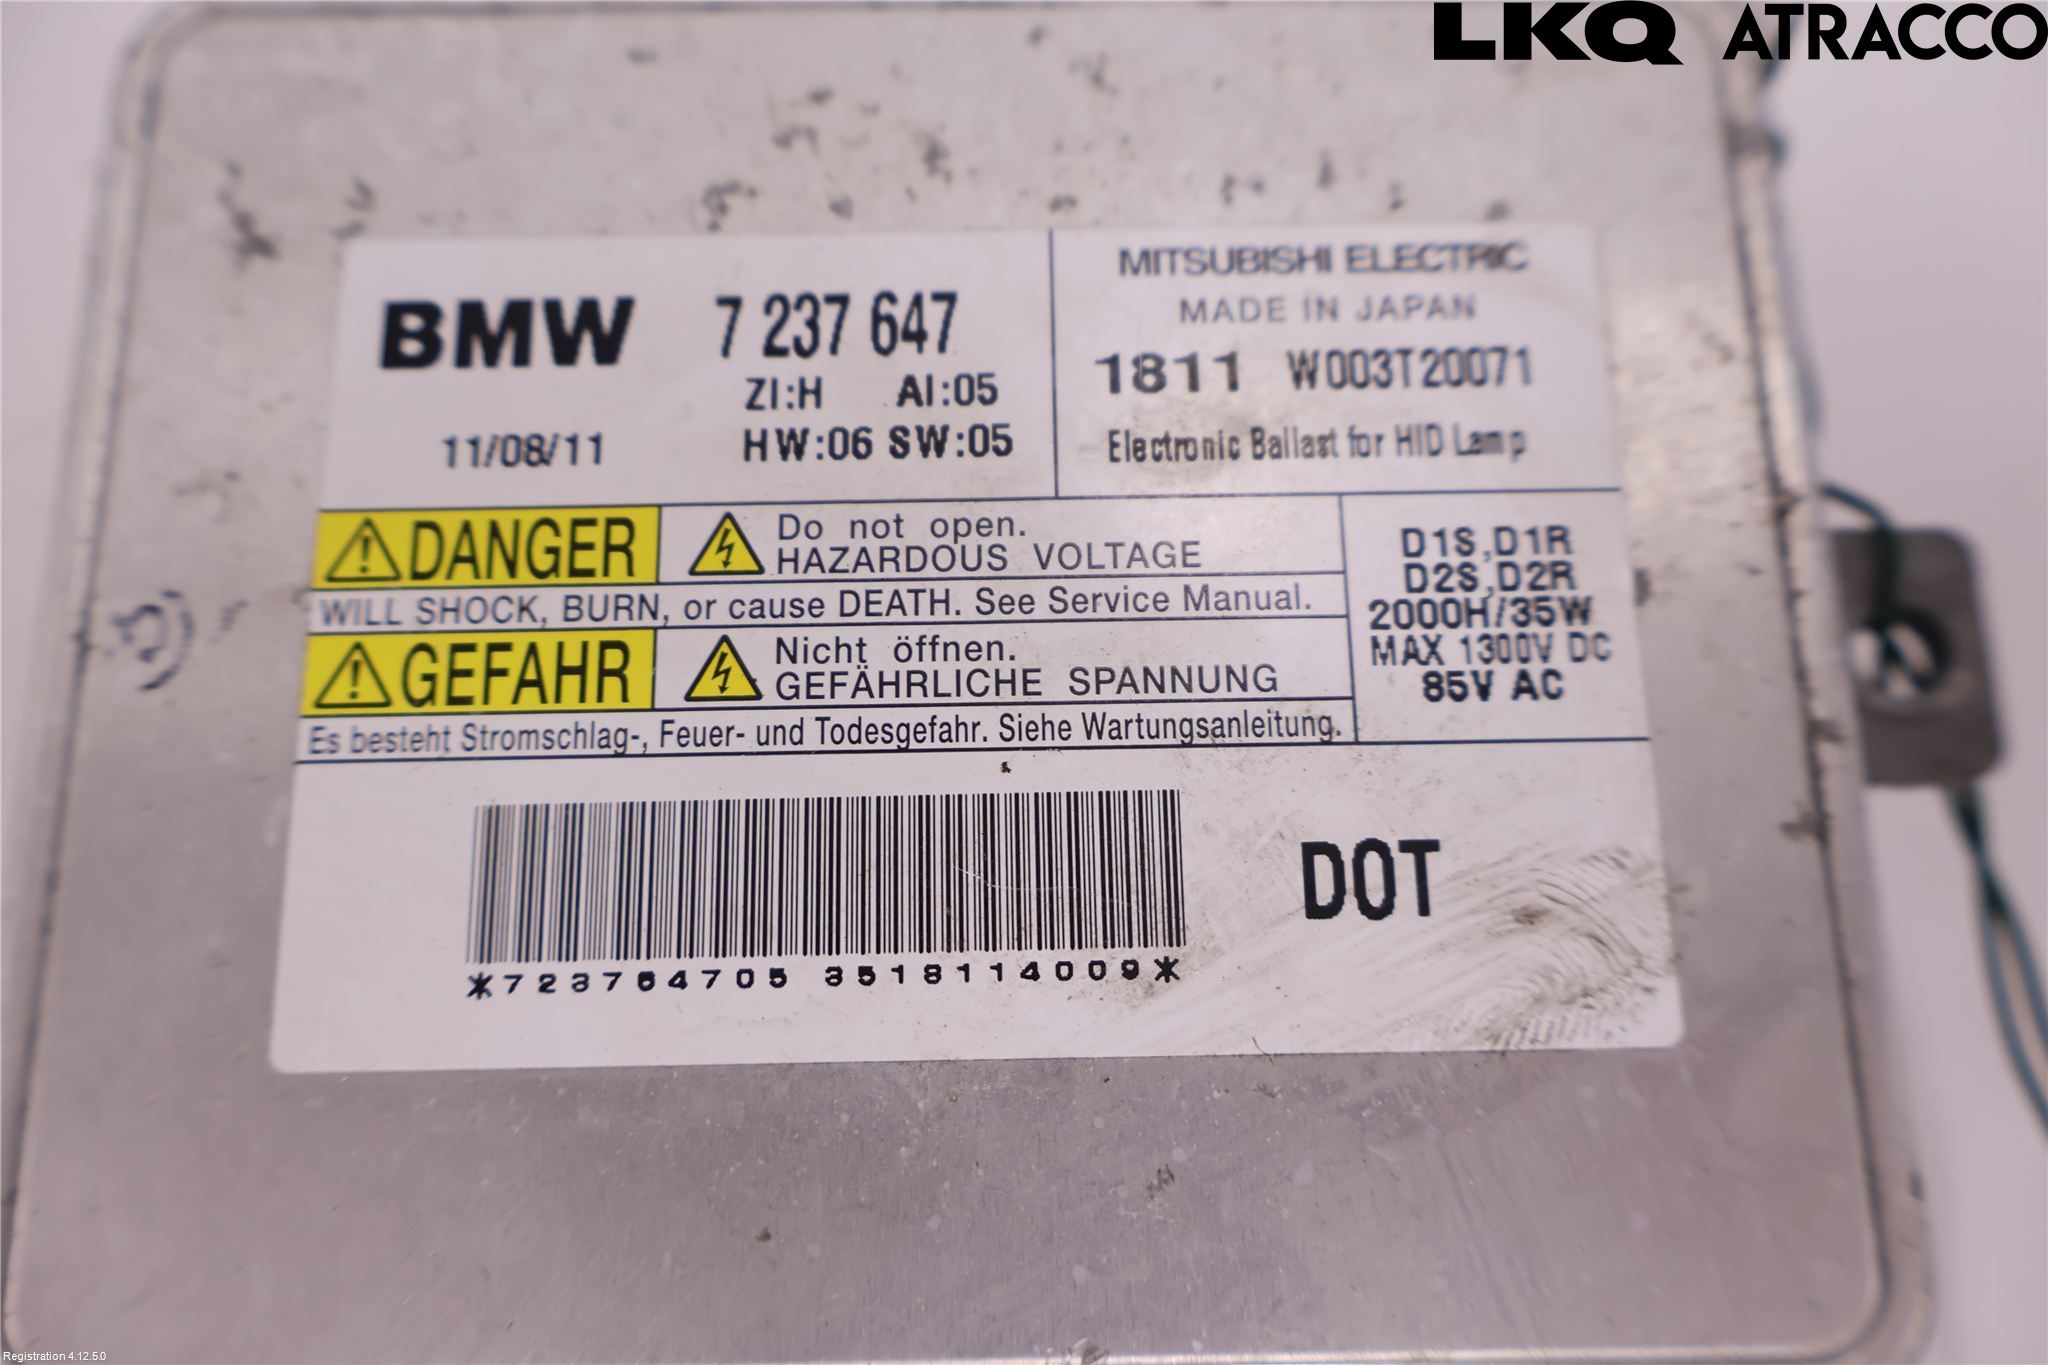 LKQ ATRACCO
BMW 7 237 647
ZI:H AI:05
11/08/11 HW:06 SW:05
MITSUBISHI ELECTRIC
MADE IN JAPAN
1811 W003T20071
Electronic Ballast for HID Lamp
DANGER Do not open.
HAZARDOUS VOLTAGE
WILL SHOCK, BURN, or cause DEATH. See Service Manual.
GEFAHR Nicht öffnen.
GEFÄHRLICHE SPANNUNG
Es besteht Stromschlag-, Feuer- und Todesgefahr. Siehe Wartungsanleitung.
D1S,D1R
D2S,D2R
2000H/35W
MAX 1300V DC
85V AC
DOT
*723764705 3518114009*
Registration 4.12.5.0